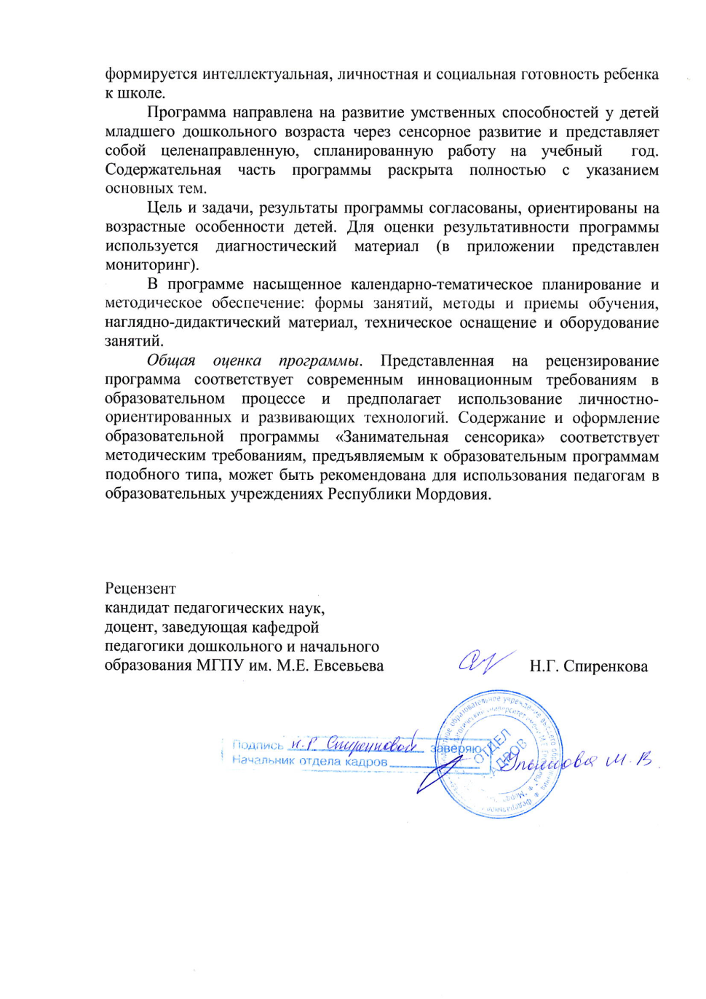 формируется интеллектуальная, личностная и социальная готовность ребенка
к школе.
Программа направлена на развитие умственных способностей у детей
младшего дошкольного возраста через сенсорное развитие и представляет
собой целенаправленную, спланированную работу на учебный год.
Содержательная часть программы раскрыта полностью с указанием
основных тем.
Цель и задачи, результаты программы согласованы, ориентированы на
возрастные особенности детей. Для оценки результативности программы
используется диагностический материал (в приложении представлен
мониторинг).
В программе насыщенное календарно-тематическое планирование и
методическое обеспечение: формы занятий, методы и приемы обучения,
наглядно-дидактический материал, техническое оснащение и оборудование
занятий.
Общая оценка программы. Представленная на рецензирование
программа соответствует современным инновационным требованиям в
образовательном процессе и предполагает использование личностно-
ориентированных и развивающих технологий. Содержание и оформление
образовательной программы «Занимательная сенсорика» соответствует
методическим требованиям, предъявляемым к образовательным программам
подобного типа, может быть рекомендована для использования педагогам в
образовательных учреждениях Республики Мордовия.
Рецензент
кандидат педагогических наук,
доцент, заведующая кафедрой
педагогики дошкольного и начального
образования МГПУ им. М.Е. Евсевьева
Н.Г. Спиренкова
Подпись Н.Г. Спиренковой заверяю
Начальник отдела кадров
ОТДЕЛ
КАДРОВ
М.В.